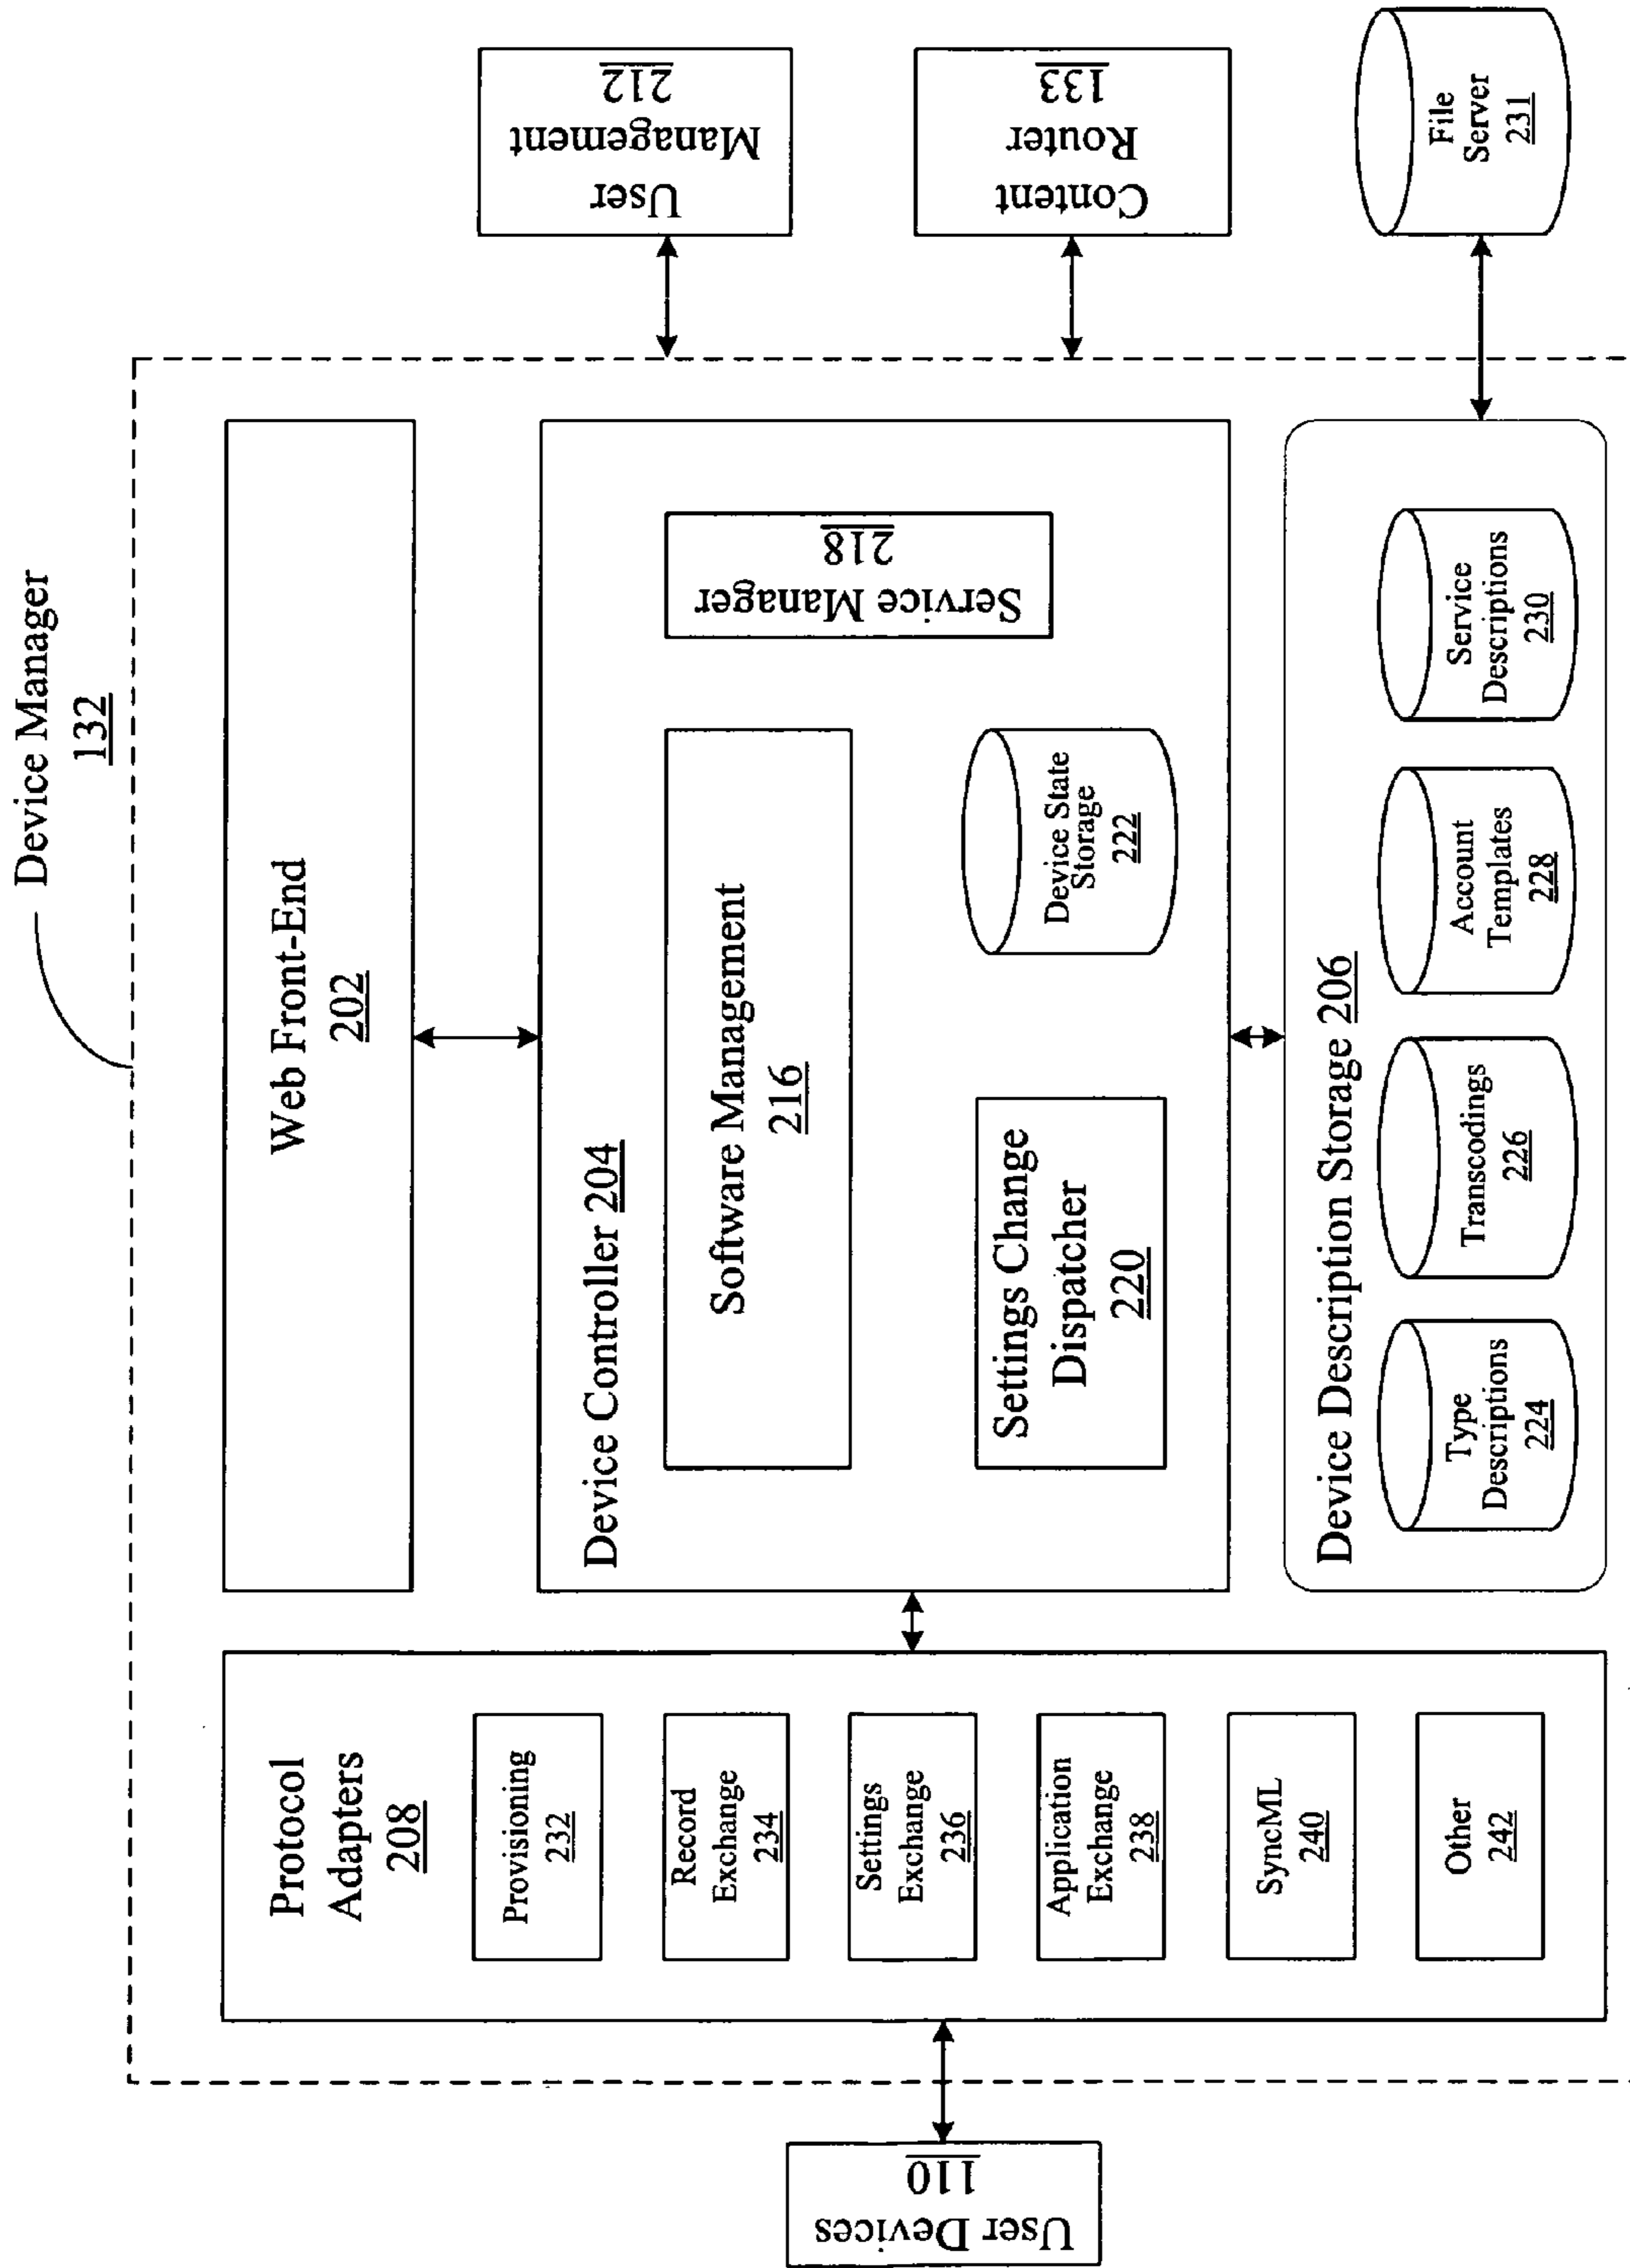 Device Manager
132
Web Front-End
202
Device Controller 204
Software Management
216
Service Manager
218
Settings Change
Dispatcher
220
Device State
Storage
222
Device Description Storage 206
Type
Descriptions
224
Transcodings
226
Account
Templates
228
Service
Descriptions
230
Protocol
Adapters
208
Provisioning
232
Record
Exchange
234
Settings
Exchange
236
Application
Exchange
238
SyncML
240
Other
242
User Devices
110
User
Management
212
Content
Router
133
File
Server
231